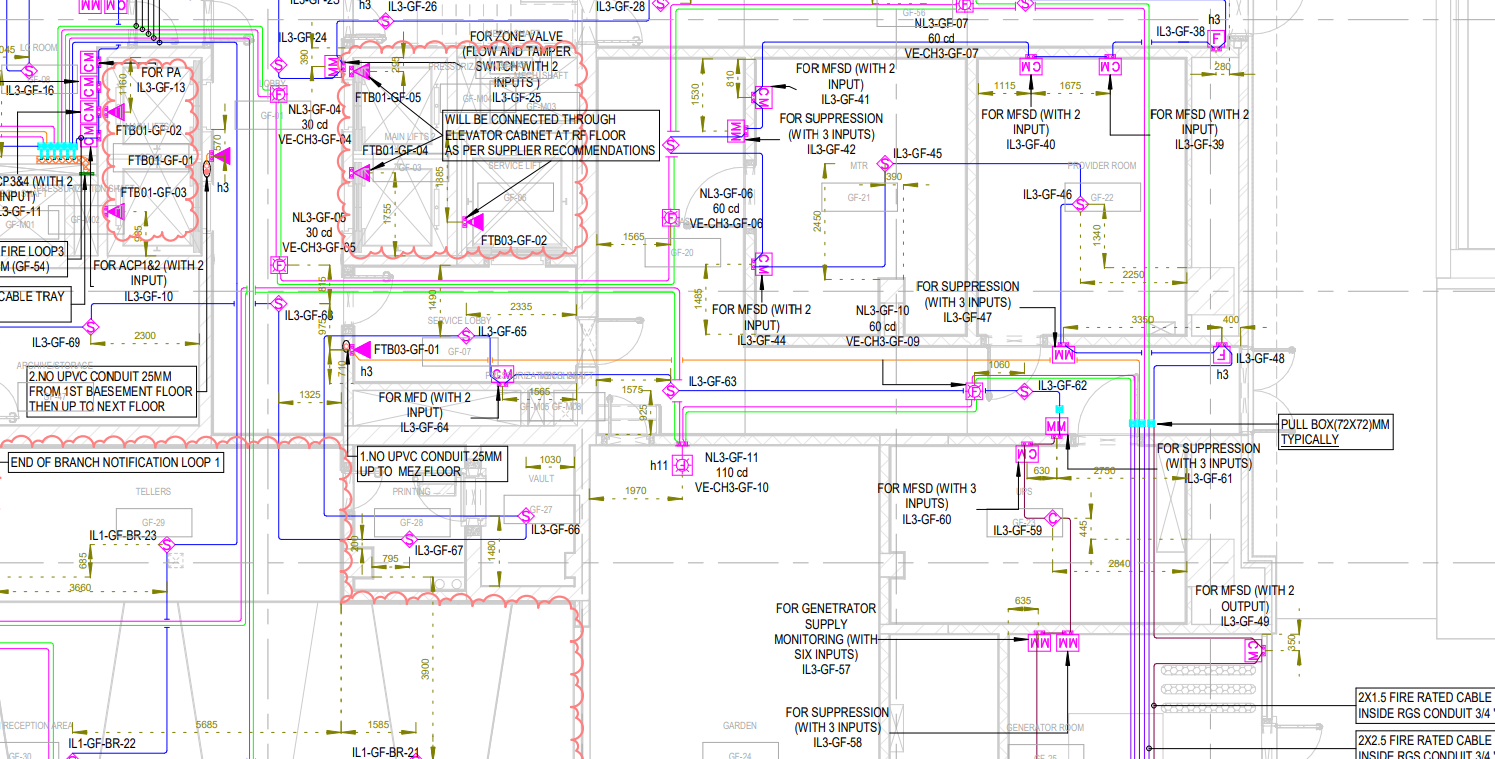 IL3-GF-26
h3
IL3-GF-28
GF-56
NL3-GF-07
60 cd
VE-CH3-GF-07
h3
IL3-GF-38
280
IL3-GF-24
390
FOR ZONE VALVE
(FLOW AND TAMPER
SWITCH WITH 2
INPUTS )
IL3-GF-25
IL3-GF-16
FOR PA
IL3-GF-13
1160
FTB01-GF-02
FTB01-GF-01
FTB01-GF-03
570
h3
CM
CM
CM
CM
MM
NL3-GF-04
30 cd
VE-CH3-GF-04
FTB01-GF-05
FTB01-GF-04
WILL BE CONNECTED THROUGH
ELEVATOR CABINET AT RF FLOOR
AS PER SUPPLIER RECOMMENDATIONS
MAIN LIFTS
GF-03
SERVICE LIFT
GF-06
1885
1755
FTB03-GF-02
1530
810
CM
MM
FOR MFSD (WITH 2
INPUT)
IL3-GF-41
FOR SUPPRESSION
(WITH 3 INPUTS)
IL3-GF-42
IL3-GF-45
MTR
390
GF-21
2450
CM
CM
1115
1675
FOR MFSD (WITH 2
INPUT)
IL3-GF-40
FOR MFSD (WITH 2
INPUT)
IL3-GF-39
PROVIDER ROOM
IL3-GF-46
GF-22
1340
2250
CP3&4 (WITH 2
INPUT)
L3-GF-11
GF-M01
FIRE LOOP3
M (GF-54)
CABLE TRAY
FOR ACP1&2 (WITH 2
INPUT)
IL3-GF-10
NL3-GF-05
30 cd
VE-CH3-GF-05
NL3-GF-06
60 cd
VE-CH3-GF-06
1565
GF-20
1485
CM
FOR MFSD (WITH 2
INPUT)
IL3-GF-44
NL3-GF-10
60 cd
VE-CH3-GF-09
FOR SUPPRESSION
(WITH 3 INPUTS)
IL3-GF-47
3350
400
MM
IL3-GF-48
h3
IL3-GF-69
2300
IL3-GF-68
1490
2335
SERVICE LOBBY
IL3-GF-65
GF-07
FTB03-GF-01
h3
CM
ARCHIVE/STORAGE
2.NO UPVC CONDUIT 25MM
FROM 1ST BAESEMENT FLOOR
THEN UP TO NEXT FLOOR
1325
FOR MFD (WITH 2
INPUT)
IL3-GF-64
1565
1575
925
IL3-GF-63
1060
IL3-GF-62
MM
PULL BOX(72X72)MM
TYPICALLY
END OF BRANCH NOTIFICATION LOOP 1
1.NO UPVC CONDUIT 25MM
UP TO MEZ FLOOR
1030
VAULT
h11
NL3-GF-11
110 cd
VE-CH3-GF-10
1970
CM
630
2750
FOR SUPPRESSION
(WITH 3 INPUTS)
IL3-GF-61
TELLERS
GF-29
IL1-GF-BR-23
PRINTING
GF-28
GF-27
IL3-GF-66
IL3-GF-67
795
1480
FOR MFSD (WITH 3
INPUTS)
IL3-GF-60
IL3-GF-59
445
2840
685
3660
635
MM
MM
FOR GENETRATOR
SUPPLY
MONITORING (WITH
SIX INPUTS)
IL3-GF-57
FOR MFSD (WITH 2
OUTPUT)
IL3-GF-49
CM
350
3900
RECEPTION AREA
5685
1585
IL1-GF-BR-22
IL1-GF-BR-21
GF-30
GARDEN
GF-24
FOR SUPPRESSION
(WITH 3 INPUTS)
IL3-GF-58
GENERATOR ROOM
GF-25
2X1.5 FIRE RATED CABLE
INSIDE RGS CONDUIT 3/4 "
2X2.5 FIRE RATED CABLE
INSIDE RGS CONDUIT 3/4 "